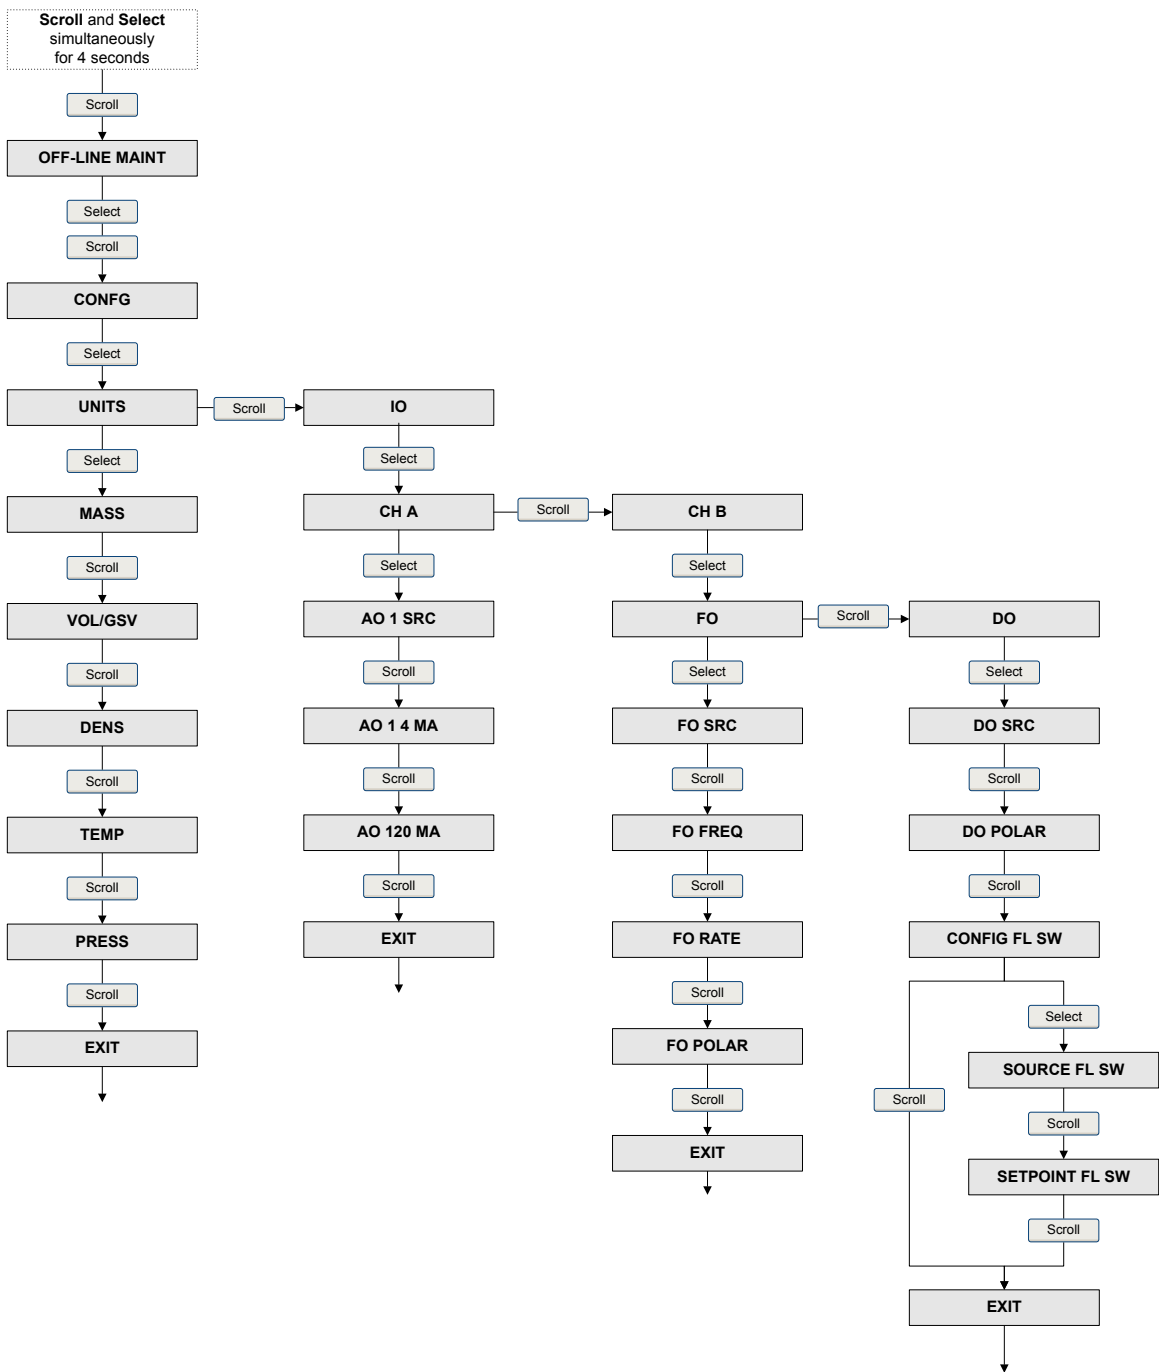 Scroll and Select
simultaneously
for 4 seconds
Scroll
OFF-LINE MAINT
Select
Scroll
CONFG
Select
UNITS
Scroll
IO
Select
Select
MASS
CH A
Scroll
CH B
Scroll
Select
Select
VOL/GSV
AO 1 SRC
FO
Scroll
DO
Scroll
Scroll
Select
Select
DENS
AO 1 4 MA
FO SRC
DO SRC
Scroll
Scroll
Scroll
Scroll
TEMP
AO 120 MA
FO FREQ
DO POLAR
Scroll
Scroll
Scroll
Scroll
PRESS
EXIT
FO RATE
CONFIG FL SW
Scroll
Scroll
Select
EXIT
FO POLAR
SOURCE FL SW
Scroll
Scroll
Scroll
EXIT
SETPOINT FL SW
Scroll
EXIT